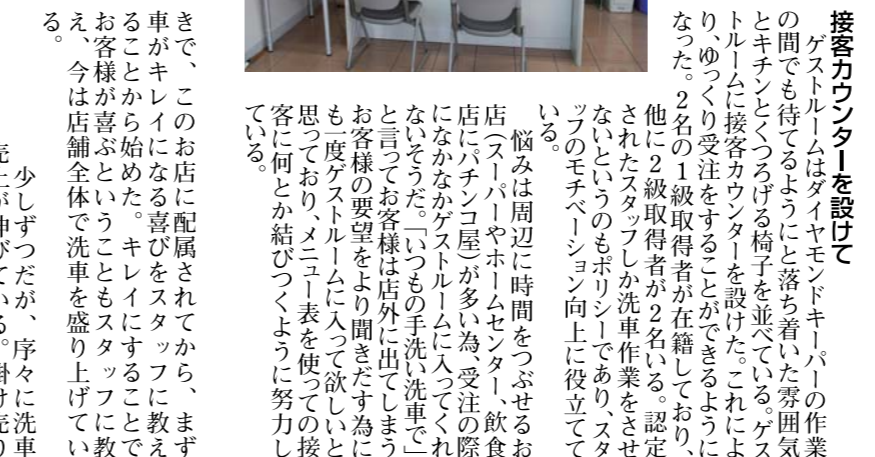 接客カウンターを設けて
ゲストルームはダイヤモンドキーパーの作業
の間でも待てるようにと落ち着いた雰囲気
とキチンとくつろげる椅子を並べている。ゲス
トルームに接客カウンターを設けた。これによ
り、ゆっくり受注をすることができるように
なった。2名の1級取得者が在籍しており、
他に2級取得者が2名いる。認定
されたスタッフしか洗車作業をさせ
ないというのもポリシーであり、スタ
ッフのモチベーション向上に役立てて
いる。
悩みは周辺に時間をつぶせるお
店（スーパーやホームセンター、飲食
店にパチンコ屋）が多い為、受注の際
になかなかゲストルームに入ってくれ
ないそうだ。「いつもの手洗い洗車で」
と言ってお客様は店外に出てしまう
お客様の要望をより聞きだす為に
も一度ゲストルームに入って欲しいと
思っており、メニュー表を使っての接
客に何とか結びつくように努力し
ている。
きで、このお店に配属されてから、まず
車がキレイになる喜びをスタッフに教え
ることから始めた。キレイにすることで
お客様が喜ぶということもスタッフに教
え、今は店舗全体で洗車を盛り上げてい
る。
少しずつだが、序々に洗車
売上が伸びている。掛け売り